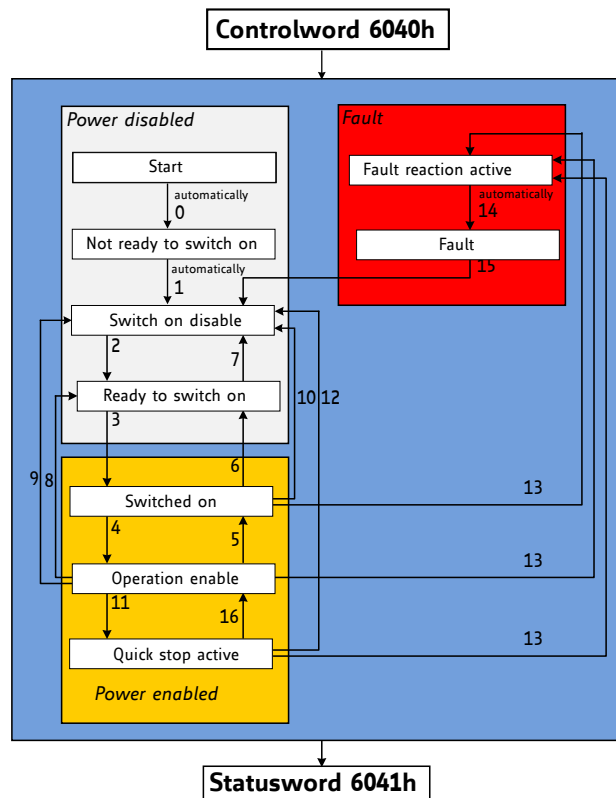 Controlword 6040h
Power disabled
Fault
Start
Fault reaction active
automatically
0
automatically
14
Not ready to switch on
Fault
automatically
1
15
Switch on disable
2
7
Ready to switch on
10
12
3
9
8
6
Switched on
13
4
5
Operation enable
13
11
16
Quick stop active
13
Power enabled
Statusword 6041h